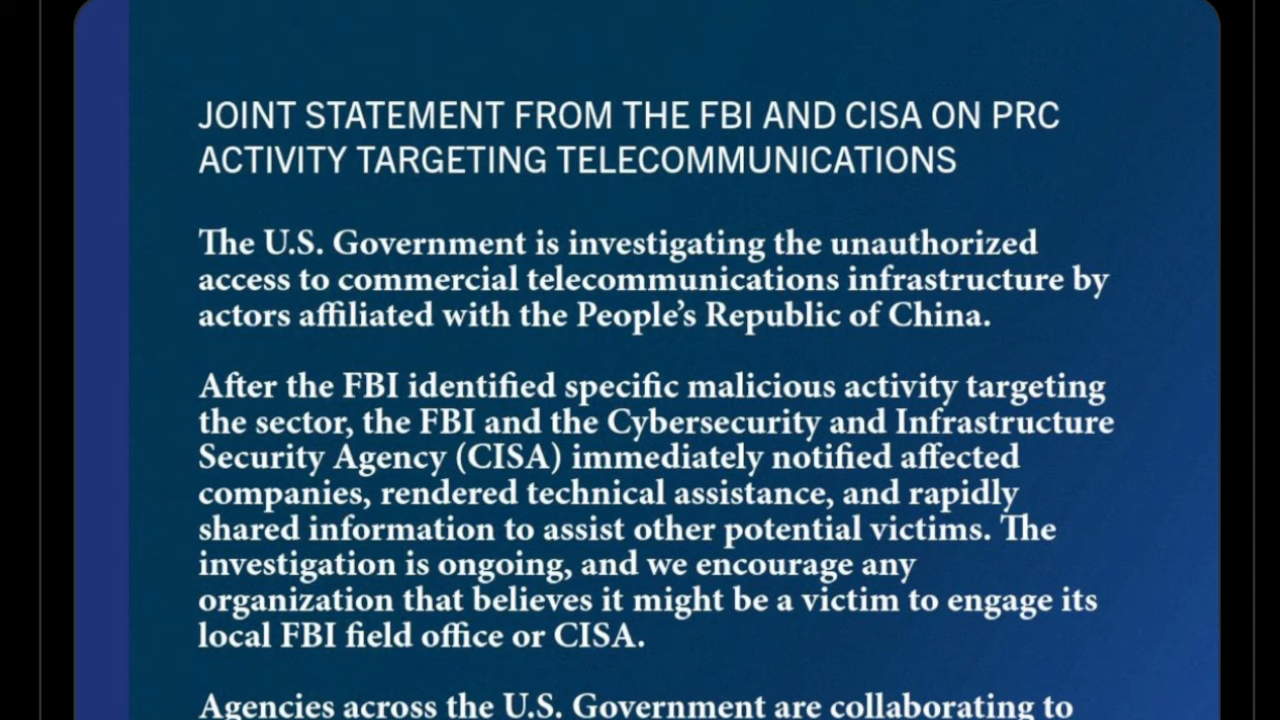 JOINT STATEMENT FROM THE FBI AND CISA ON PRC
ACTIVITY TARGETING TELECOMMUNICATIONS
The U.S. Government is investigating the unauthorized
access to commercial telecommunications infrastructure by
actors affiliated with the People’s Republic of China.
After the FBI identified specific malicious activity targeting
the sector, the FBI and the Cybersecurity and Infrastructure
Security Agency (CISA) immediately notified affected
companies, rendered technical assistance, and rapidly
shared information to assist other potential victims. The
investigation is ongoing, and we encourage any
organization that believes it might be a victim to engage its
local FBI field office or CISA.
Agencies across the U.S. Government are collaborating to